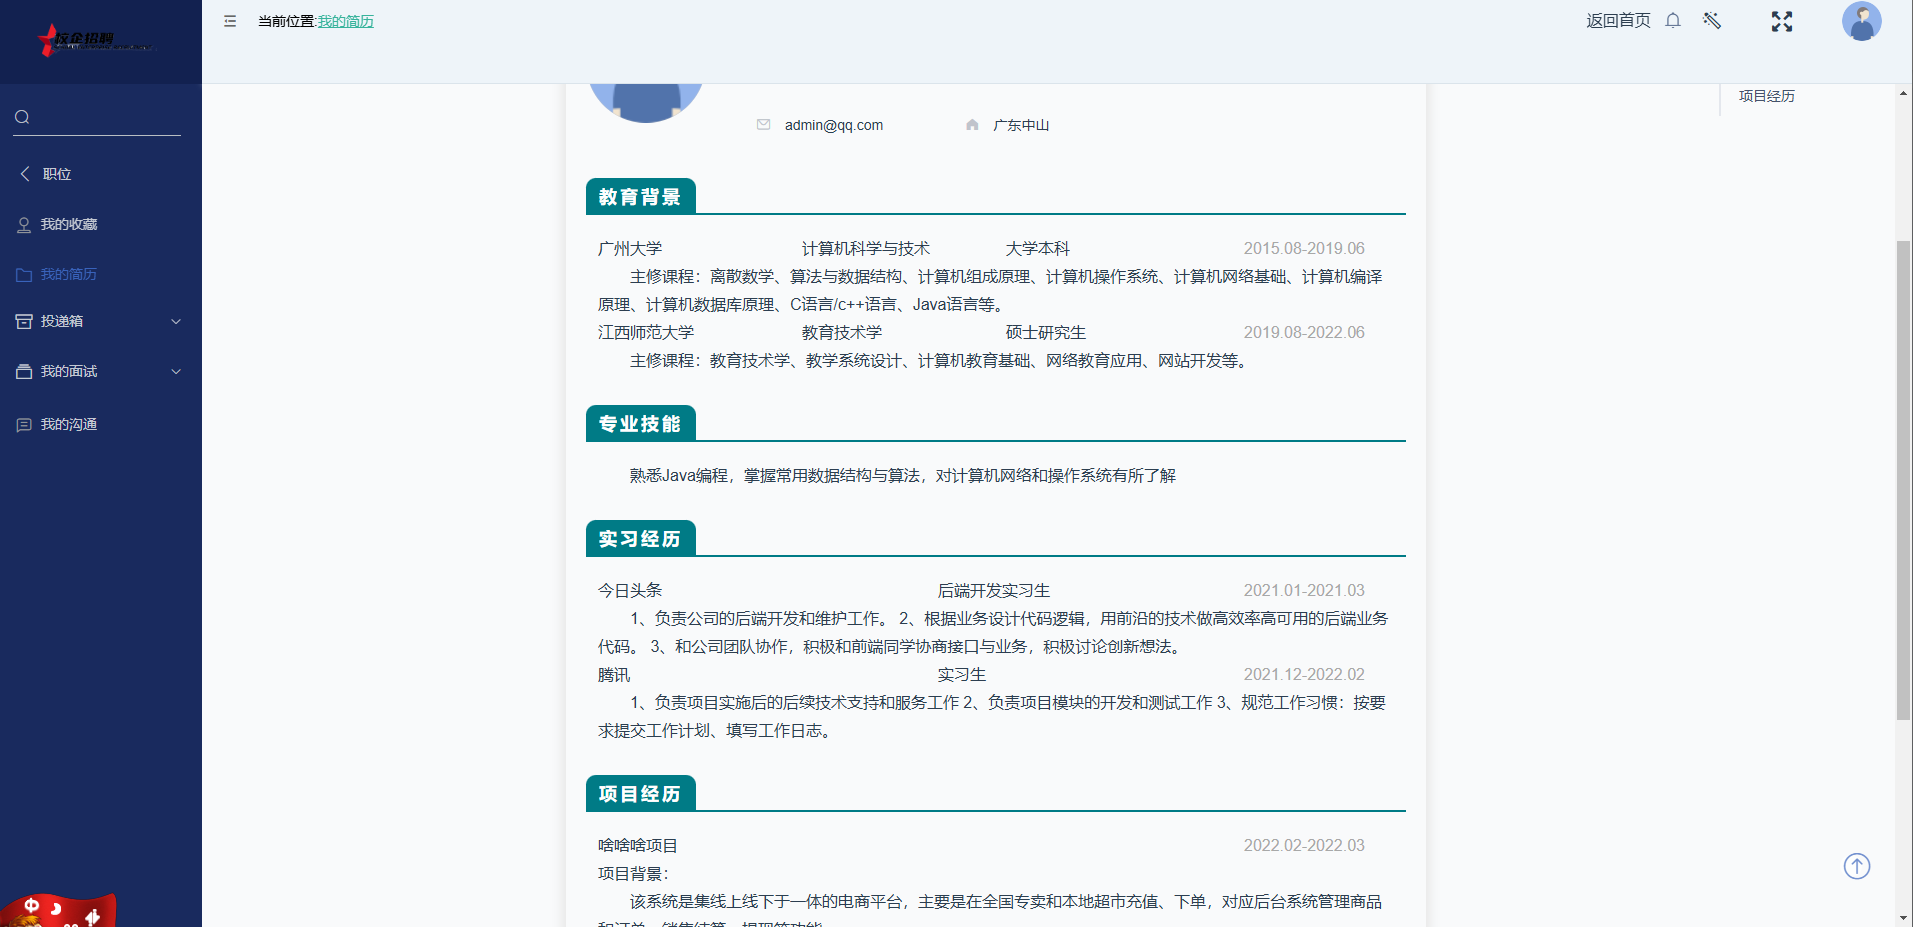 校企招聘
当前位置:我的简历
返回首页
职位
我的收藏
我的简历
投递箱
我的面试
我的沟通
项目经历
admin@qq.com
广东中山
教育背景
广州大学 计算机科学与技术 大学本科 2015.08-2019.06
主修课程：离散数学、算法与数据结构、计算机组成原理、计算机操作系统、计算机网络基础、计算机编译
原理、计算机数据库原理、C语言/c++语言、Java语言等。
江西师范大学 教育技术学 硕士研究生 2019.08-2022.06
主修课程：教育技术学、教学系统设计、计算机教育基础、网络教育应用、网站开发等。
专业技能
熟悉Java编程，掌握常用数据结构与算法，对计算机网络和操作系统有所了解
实习经历
今日头条 后端开发实习生 2021.01-2021.03
1、负责公司的后端开发和维护工作。 2、根据业务设计代码逻辑，用前沿的技术做高效率高可用的后端业务
代码。 3、和公司团队协作，积极和前端同学协商接口与业务，积极讨论创新想法。
腾讯 实习生 2021.12-2022.02
1、负责项目实施后的后续技术支持和服务工作 2、负责项目模块的开发和测试工作 3、规范工作习惯：按要
求提交工作计划、填写工作日志。
项目经历
啥啥啥项目 2022.02-2022.03
项目背景：
该系统是集线上线下于一体的电商平台，主要是在全国专卖和本地超市充值、下单，对应后台系统管理商品